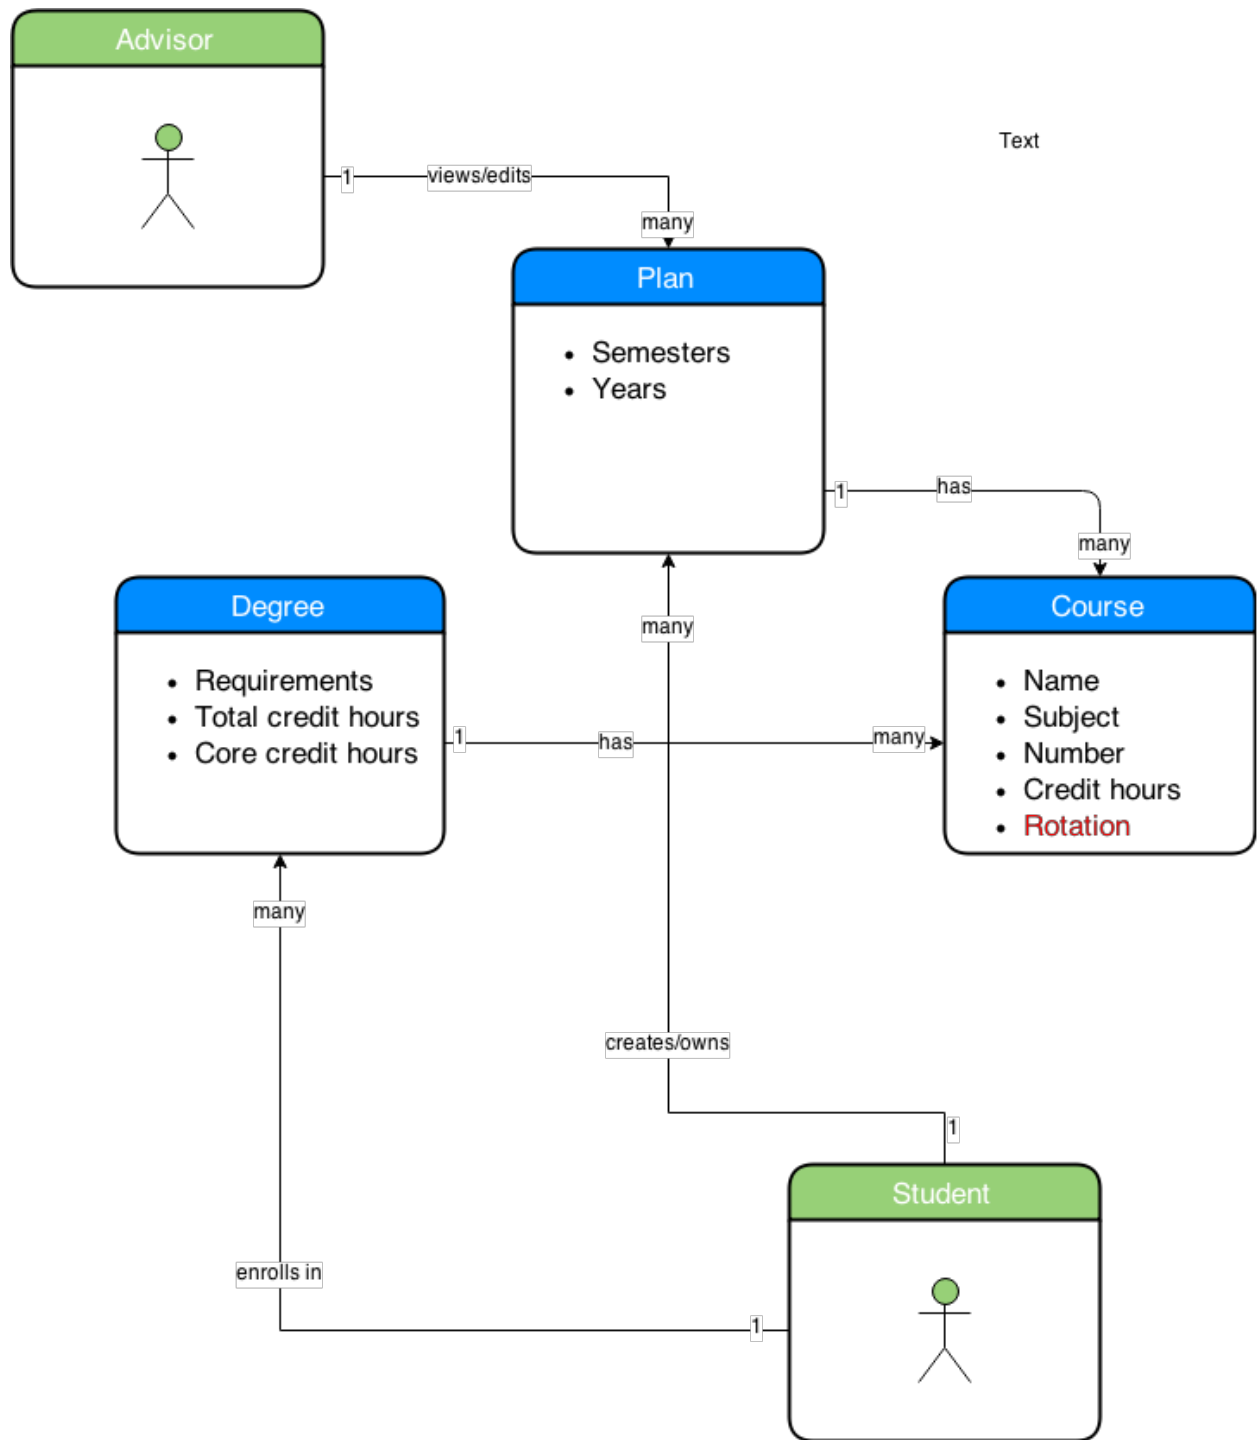 Advisor
Text
1
views/edits
many
Plan
Semesters
Years
1
has
many
Degree
Requirements
Total credit hours
Core credit hours
many
Course
Name
Subject
Number
Credit hours
Rotation
1
has
many
many
creates/owns
1
Student
enrolls in
1